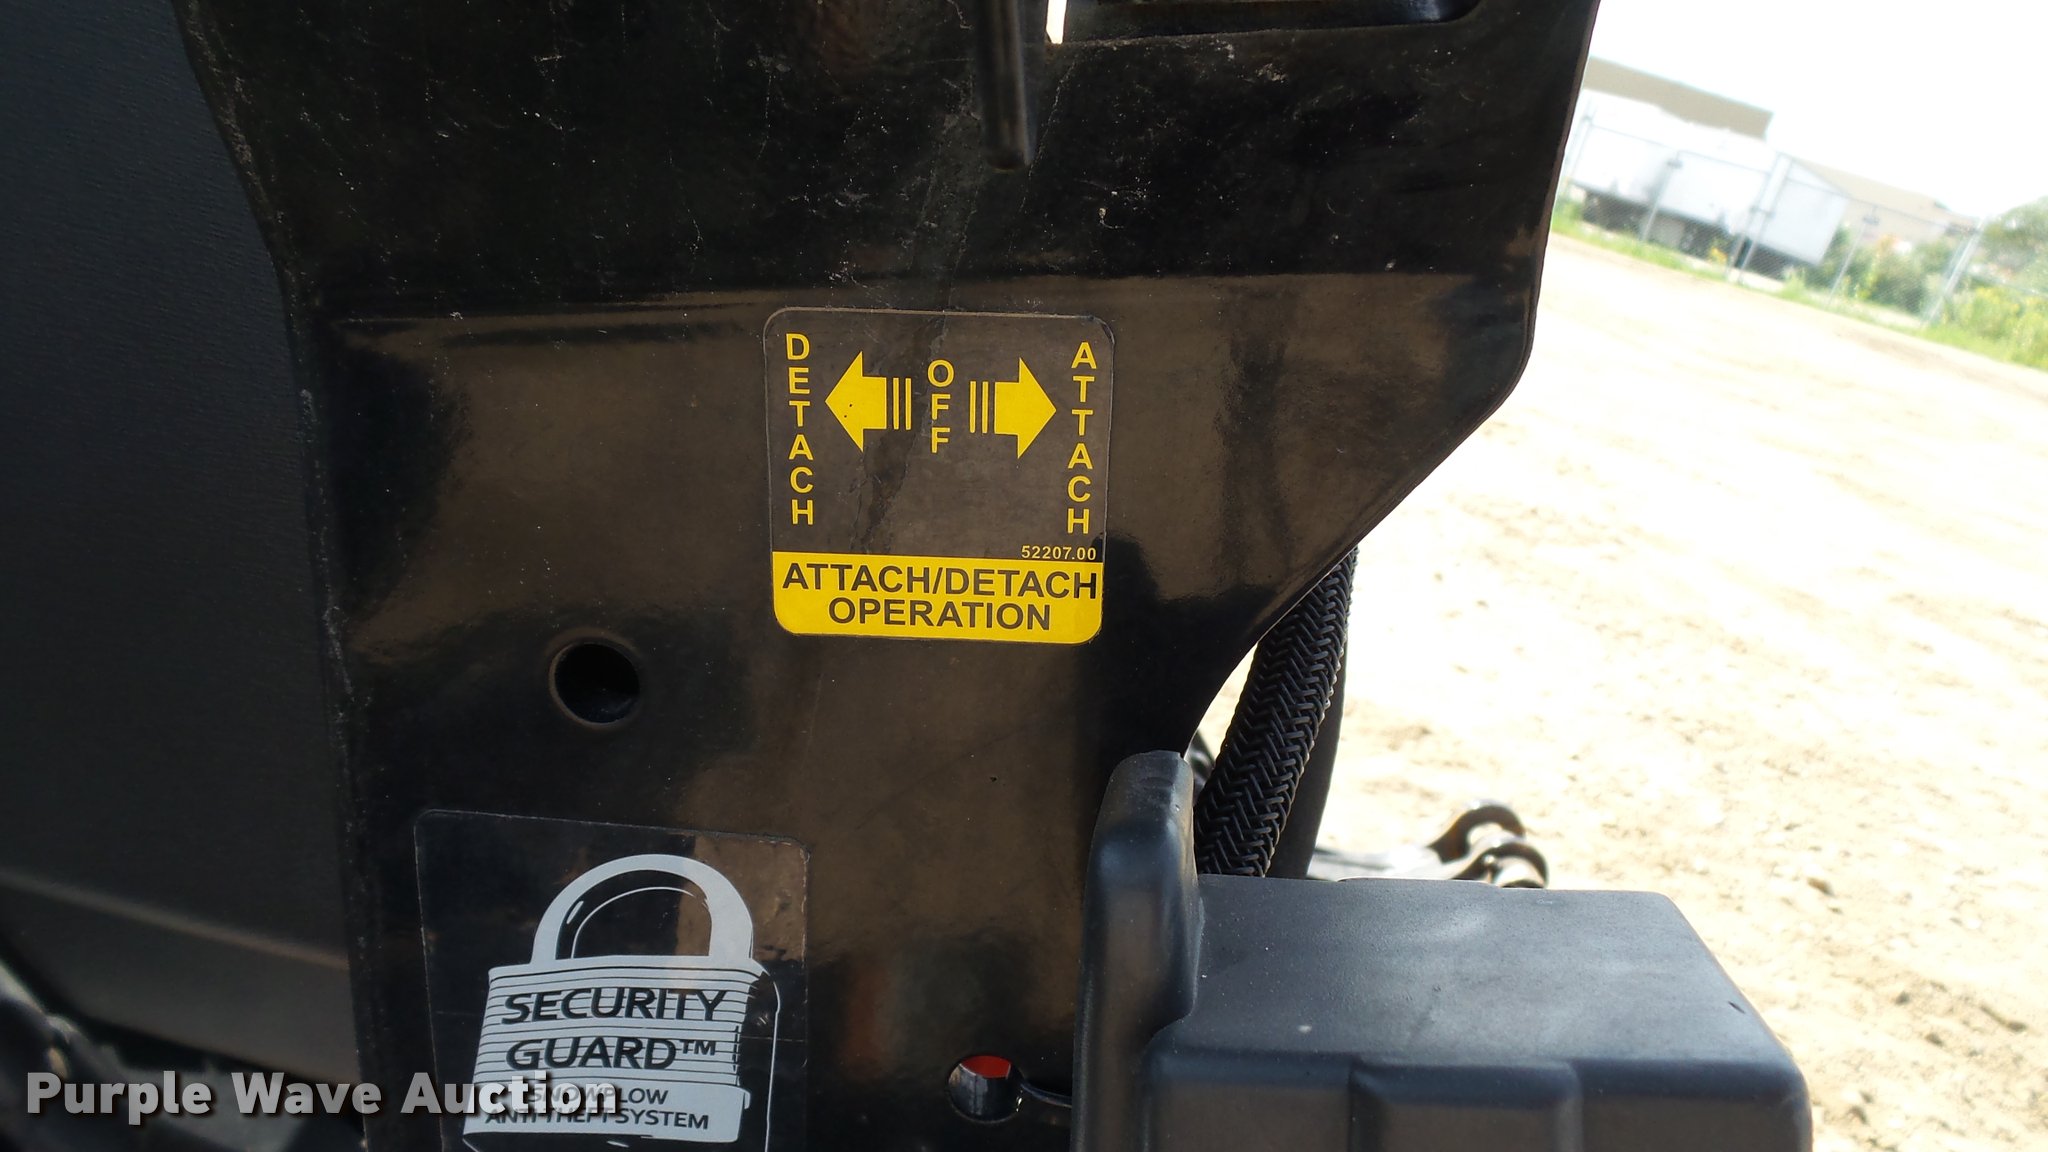 DETACH
OFF
ATTACH
52207.00
ATTACH/DETACH
OPERATION
SECURITY
GUARD™
SNOWPLOW
ANTI-THEFT SYSTEM
Purple Wave Auction